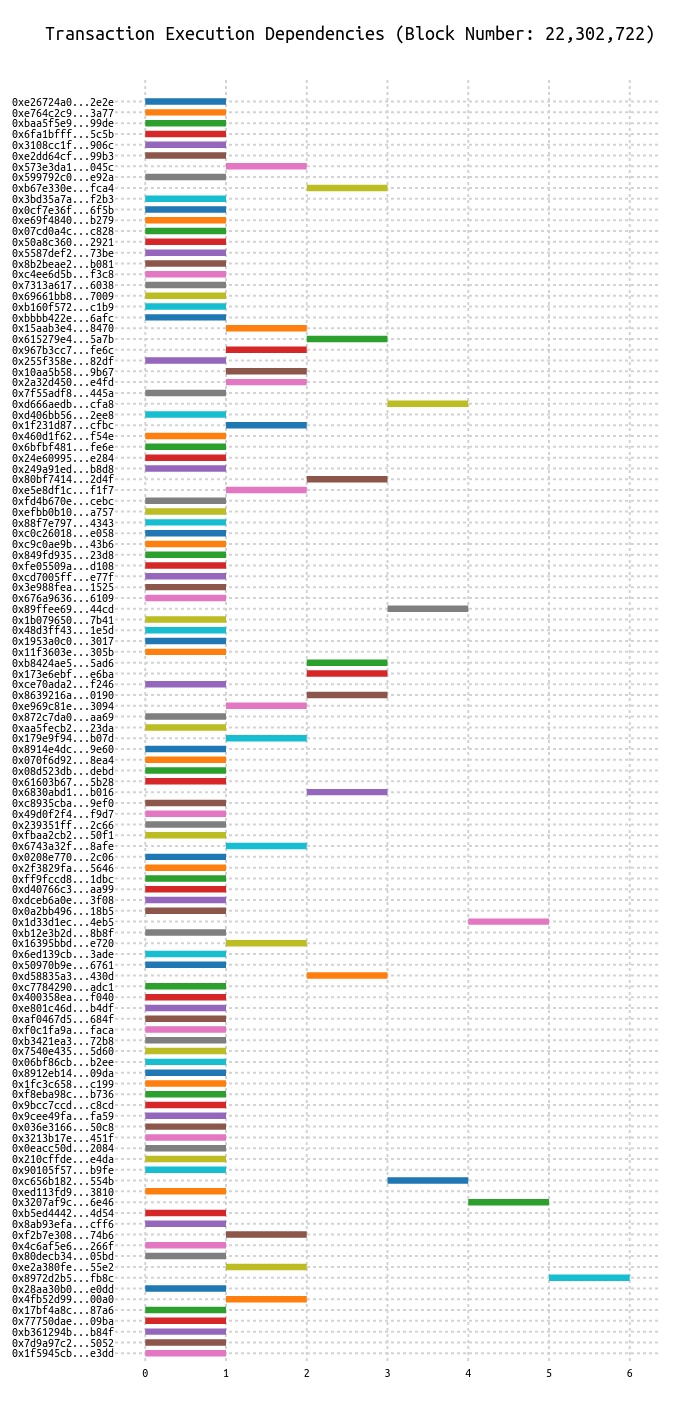 Transaction Execution Dependencies (Block Number: 22,302,722)
0xe26724a0...2e2e
0xe764c2c9...3a77
0xbaa5f5e9...99de
0x6fa1bfff...5c5b
0x3108cc1f...906c
0xe2dd64cf...99b3
0x573e3da1...045c
0x599792c0...e92a
0xb67e330e...fca4
0x3bd35a7a...f2b3
0x0cf7e36f...6f5b
0xe69f4840...b279
0x07cd0a4c...c828
0x50a8c360...2921
0x5587def2...73be
0x8b2beae2...b081
0xc4ee6d5b...f3c8
0x7313a617...6038
0x69661bb8...7009
0xb160f572...c1b9
0xbbbb422e...6afc
0x15aab3e4...8470
0x615279e4...5a7b
0x967b3cc7...fe6c
0x255f358e...82df
0x10aa5b58...9b67
0x2a32d450...e4fd
0x7f55adf8...445a
0xd666aedb...cfa8
0xd406bb56...2ee8
0x1f231d87...cfbc
0x460d1f62...f54e
0x6bfbf481...fe6e
0x24e60995...e284
0x249a91ed...b8d8
0x80bf7414...2d4f
0xe5e8df1c...f1f7
0xfd4b670e...cebc
0xefbb0b10...a757
0x88f7e797...4343
0xc0c26018...e058
0xc9c0ae9b...43b6
0x849fd935...23d8
0xfe05509a...d108
0xcd7005ff...e77f
0x3e988fea...1525
0x676a9636...6109
0x89ffee69...44cd
0x1b079650...7b41
0x48d3ff43...1e5d
0x1953a0c0...3017
0x11f3603e...305b
0xb8424ae5...5ad6
0x173e6ebf...e6ba
0xce70ada2...f246
0x8639216a...0190
0xe969c81e...3094
0x872c7da0...aa69
0xaa5fecb2...23da
0x179e9f94...b07d
0x8914e4dc...9e60
0x070f6d92...8ea4
0x08d523db...debd
0x61603b67...5b28
0x6830abd1...b016
0xc8935cba...9ef0
0x49d0f2f4...f9d7
0x239351ff...2c66
0xfbaa2cb2...50f1
0x6743a32f...8afe
0x0208e770...2c06
0x2f3829fa...5646
0xff9fccd8...1dbc
0xd40766c3...aa99
0xdceb6a0e...3f08
0x0a2bb496...18b5
0x1d33d1ec...4eb5
0xb12e3b2d...8b8f
0x16395bbd...e720
0x6ed139cb...3ade
0x50970b9e...6761
0xd58835a3...430d
0xc7784290...adc1
0x400358ea...f040
0xe801c46d...b4df
0xaf0467d5...684f
0xf0c1fa9a...faca
0xb3421ea3...72b8
0x7540e435...5d60
0x06bf86cb...b2ee
0x8912eb14...09da
0x1fc3c658...c199
0xf8eba98c...b736
0x9bcc7ccd...c8cd
0x9cee49fa...fa59
0x036e3166...50c8
0x3213b17e...451f
0x0eacc50d...2084
0x210cffde...e4da
0x90105f57...b9fe
0xc656b182...554b
0xed113fd9...3810
0x3207af9c...6e46
0xb5ed4442...4d54
0x8ab93efa...cff6
0xf2b7e308...74b6
0x4c6af5e6...266f
0x80decb34...05bd
0xe2a380fe...55e2
0x8972d2b5...fb8c
0x28aa30b0...e0dd
0x4fb52d99...00a0
0x17bf4a8c...87a6
0x77750dae...09ba
0xb361294b...b84f
0x7d9a97c2...5052
0x1f5945cb...e3dd
0 1 2 3 4 5 6